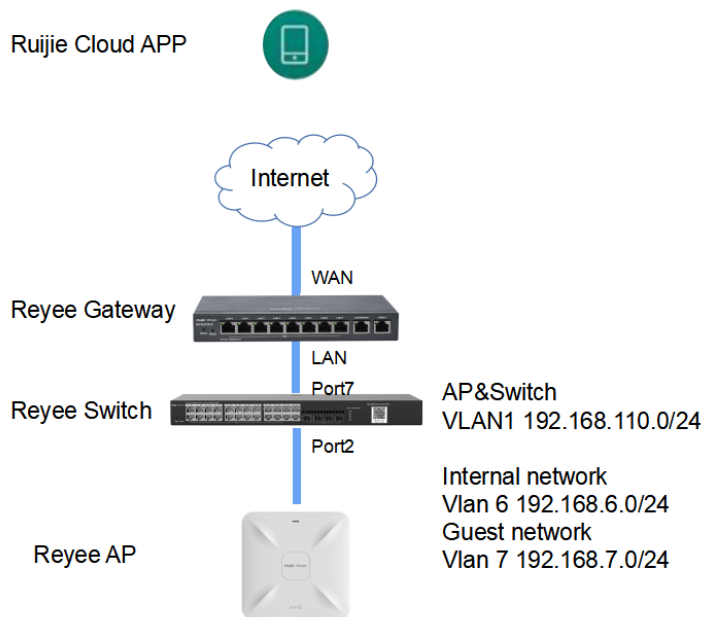 Ruijie Cloud APP
Internet
WAN
Reyee Gateway
LAN
Port7
Reyee Switch
AP&Switch
VLAN1 192.168.110.0/24
Port2
Internal network
Vlan 6 192.168.6.0/24
Guest network
Vlan 7 192.168.7.0/24
Reyee AP